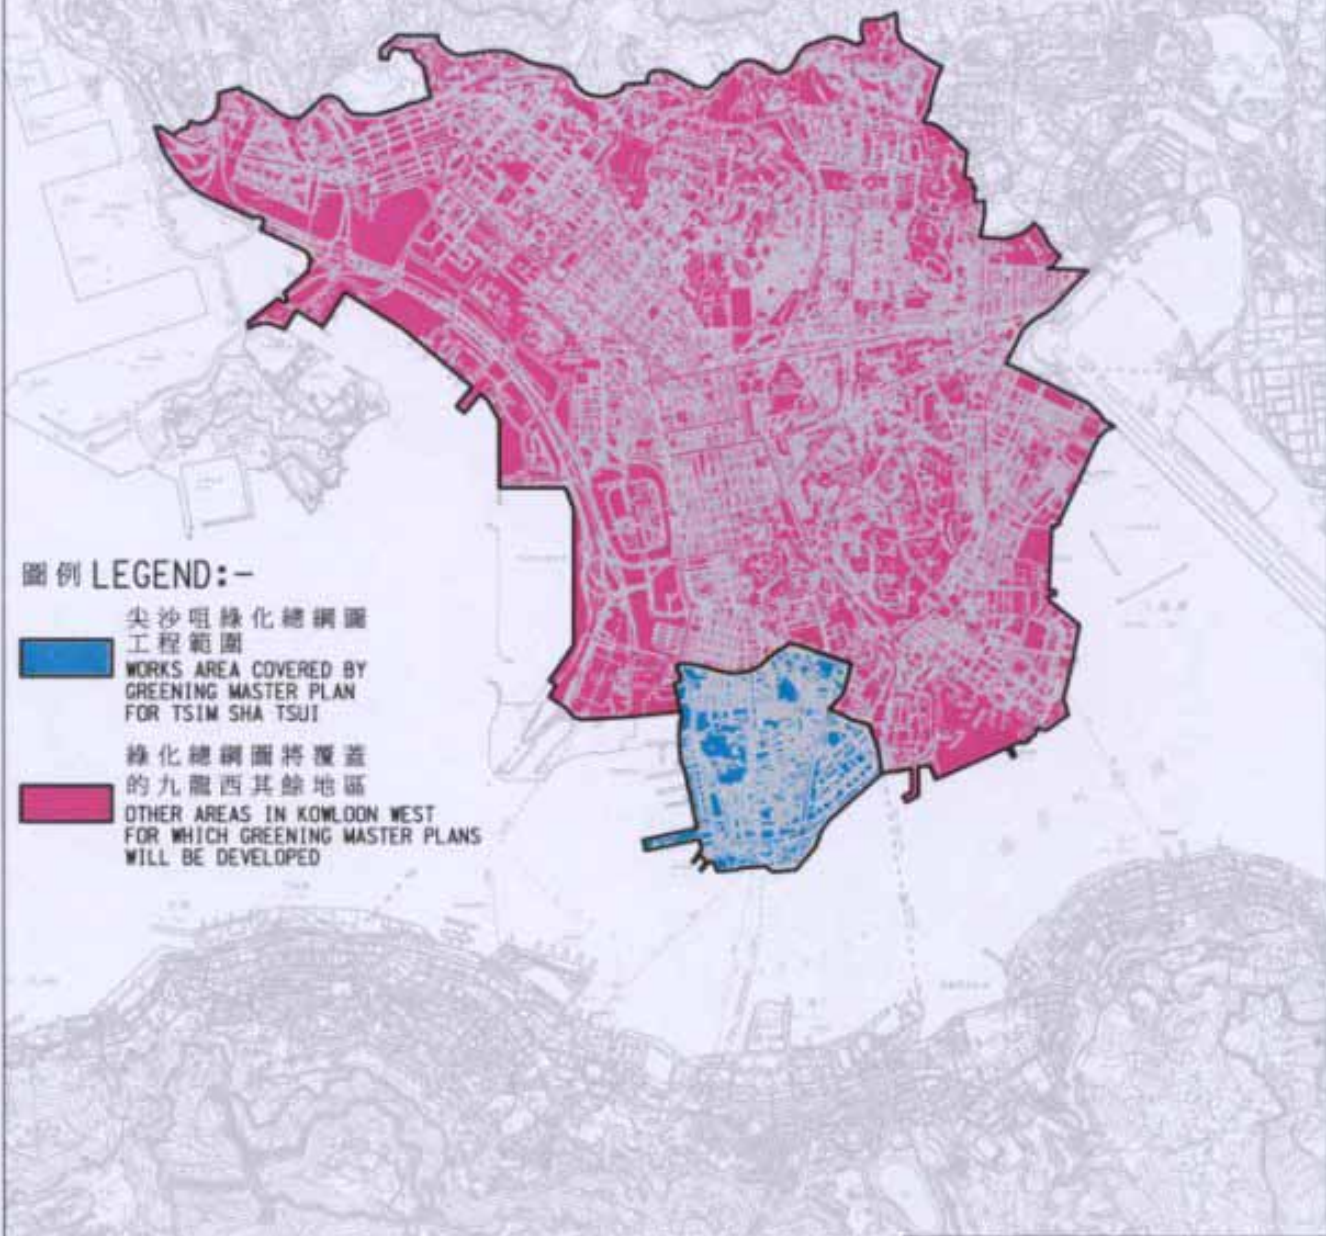 圖例 LEGEND:-
尖沙咀綠化總綱圖
工程範圍
WORKS AREA COVERED BY
GREENING MASTER PLAN
FOR TSIM SHA TSUI
綠化總綱圖將覆蓋
的九龍西其餘地區
OTHER AREAS IN KOWLOON WEST
FOR WHICH GREENING MASTER PLANS
WILL BE DEVELOPED